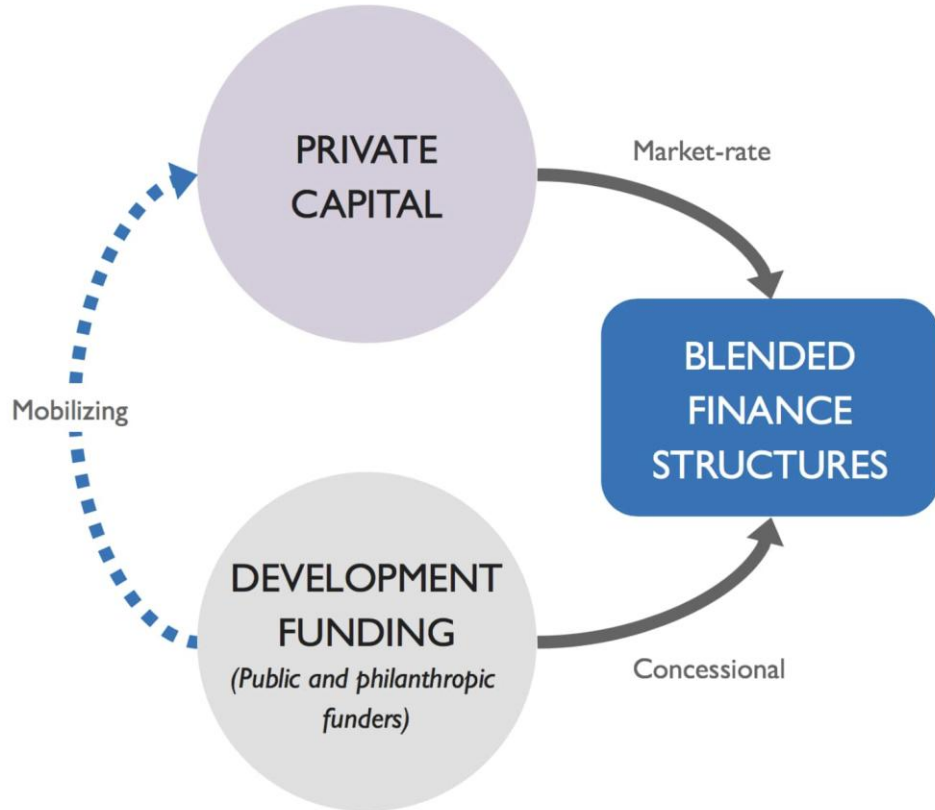 PRIVATE
CAPITAL
Market-rate
BLENDED
FINANCE
STRUCTURES
Mobilizing
DEVELOPMENT
FUNDING
(Public and philanthropic
funders)
Concessional